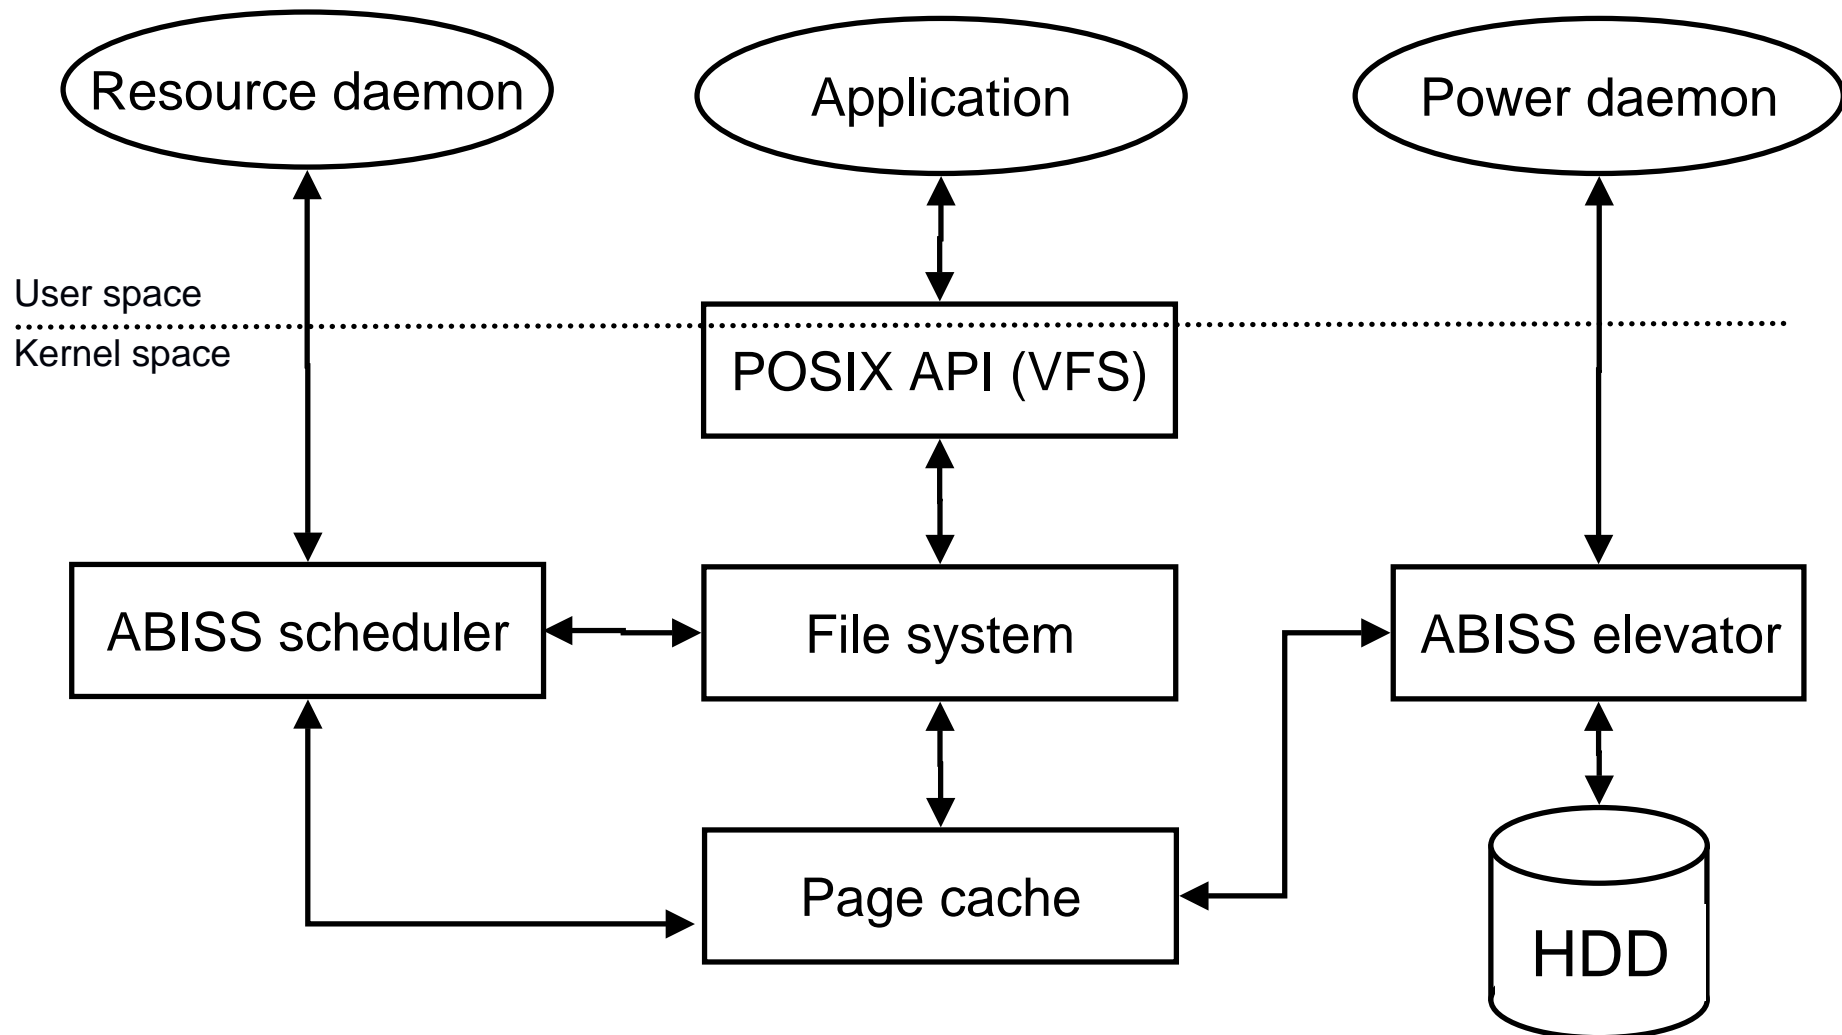 Resource daemon
Application
Power daemon
User space
Kernel space
POSIX API (VFS)
ABISS scheduler
File system
ABISS elevator
Page cache
HDD